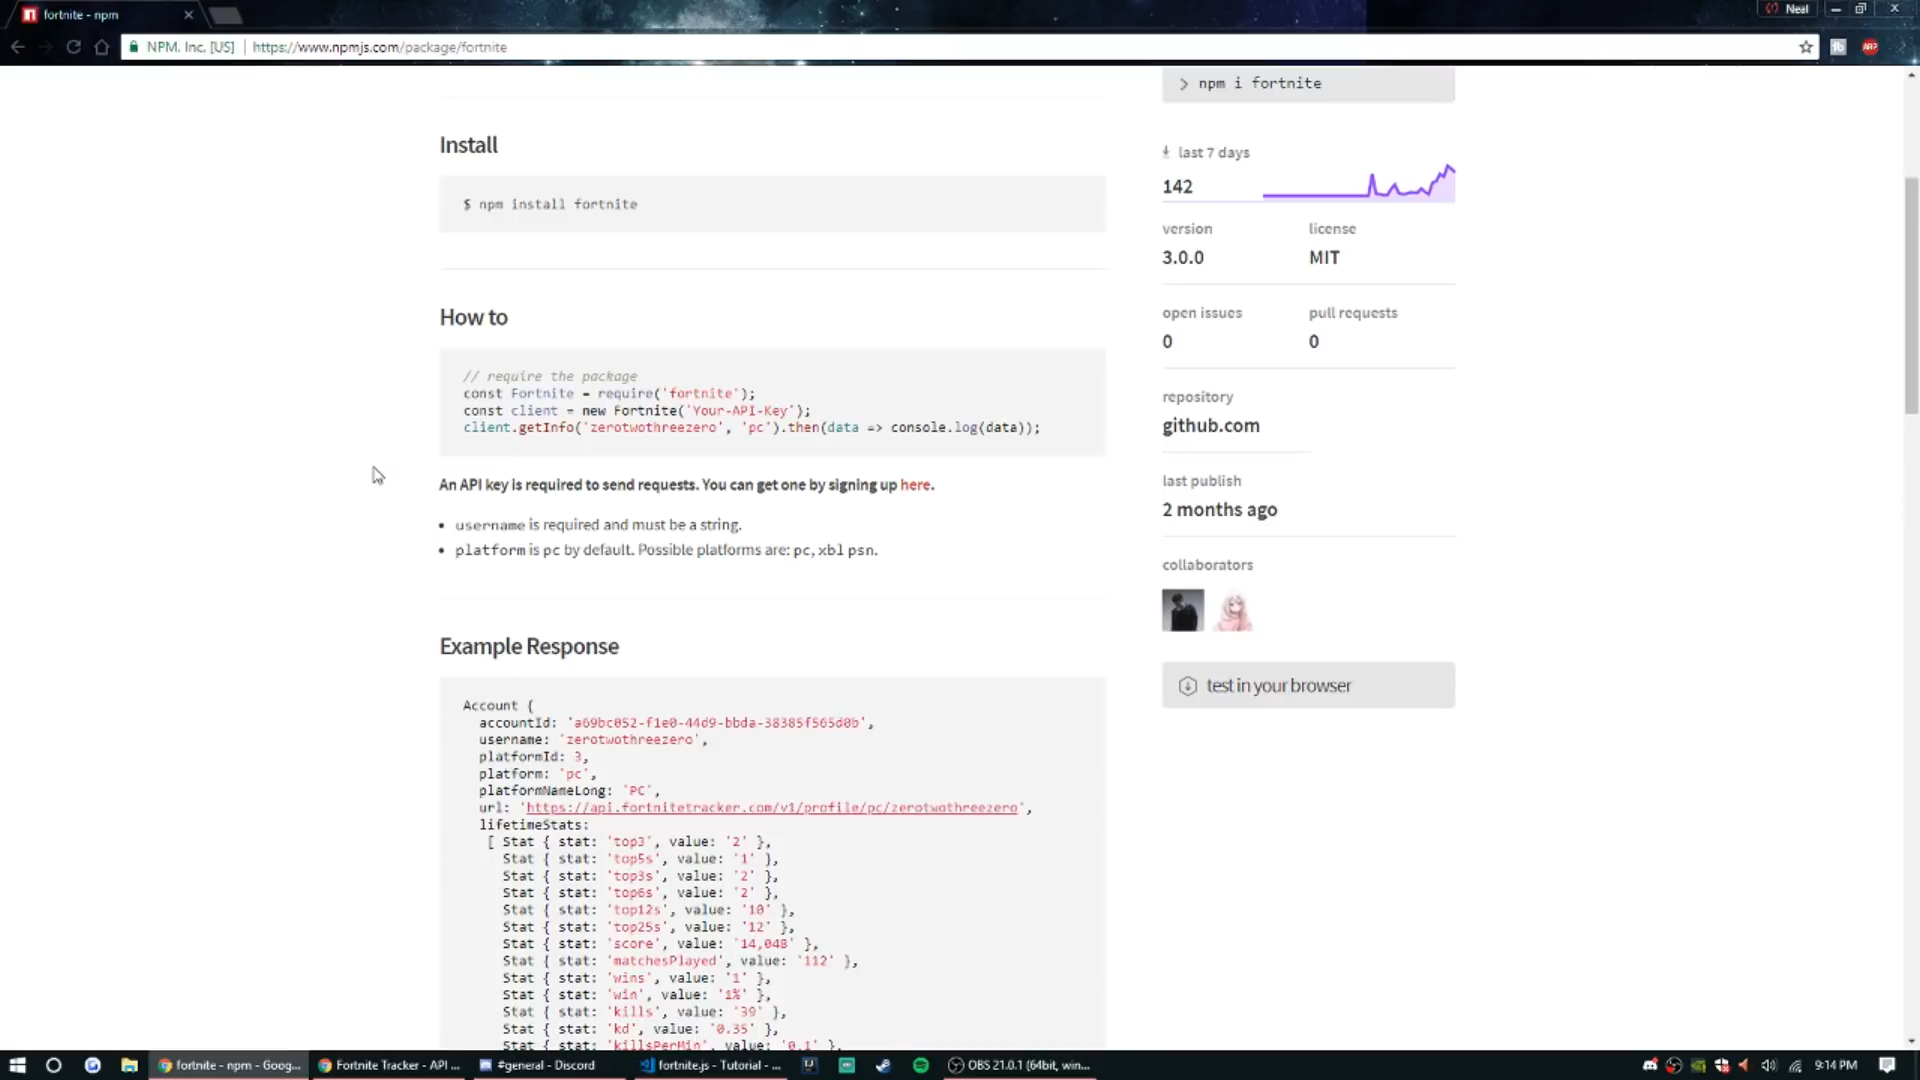 fortnite - npm
Neal
NPM, Inc. [US] | https://www.npmjs.com/package/fortnite
ABP
> npm i fortnite
Install
$ npm install fortnite
last 7 days
142
version
3.0.0
license
MIT
open issues
0
pull requests
0
repository
github.com
last publish
2 months ago
collaborators
test in your browser
How to
// require the package
const Fortnite = require('fortnite');
const client = new Fortnite('Your-API-Key');
client.getInfo('zerotwothreezero', 'pc').then(data => console.log(data));
An API key is required to send requests. You can get one by signing up here.
• username is required and must be a string.
• platform is pc by default. Possible platforms are: pc, xbl psn.
Example Response
Account {
accountId: 'a69bc052-f1e0-44d9-bbda-38385f565d0b',
username: 'zerotwothreezero',
platformId: 3,
platform: 'pc',
platformNameLong: 'PC',
url: 'https://api.fortnitetracker.com/v1/profile/pc/zerotwothreezero',
lifetimeStats:
[ Stat { stat: 'top3', value: '2' },
Stat { stat: 'top5s', value: '1' },
Stat { stat: 'top3s', value: '2' },
Stat { stat: 'top6s', value: '2' },
Stat { stat: 'top12s', value: '10' },
Stat { stat: 'top25s', value: '12' },
Stat { stat: 'score', value: '14,048' },
Stat { stat: 'matchesPlayed', value: '112' },
Stat { stat: 'wins', value: '1' },
Stat { stat: 'win', value: '1%' },
Stat { stat: 'kills', value: '39' },
Stat { stat: 'kd', value: '0.35' },
Stat { stat: 'killsPerMin', value: '0.1' },
fortnite - npm - Goog...
Fortnite Tracker - API ...
#general - Discord
fortnite.js - Tutorial - ...
OBS 21.0.1 (64bit, win...
9:14 PM